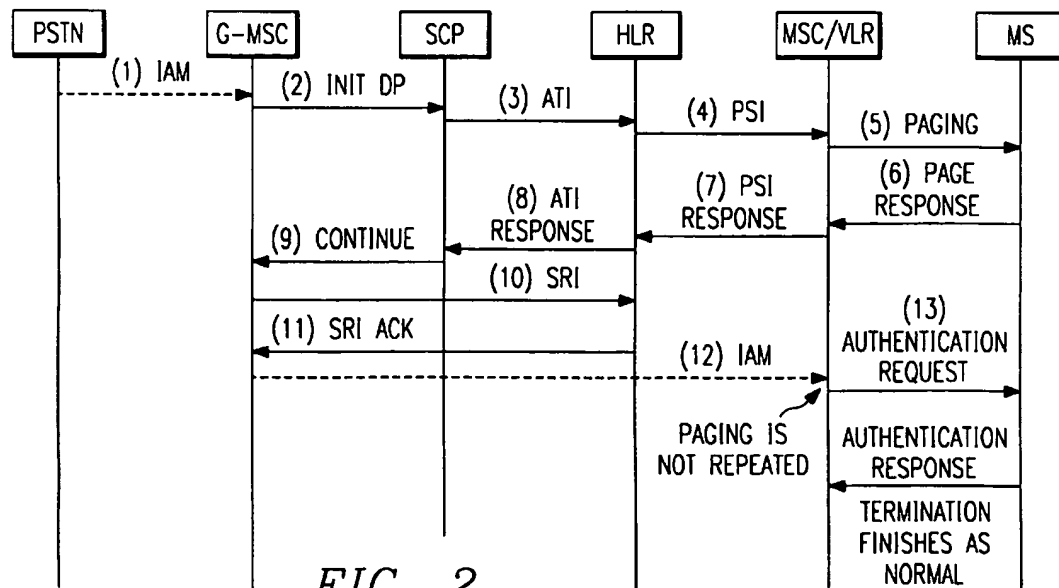 PSTN
G-MSC
SCP
HLR
MSC/VLR
MS
(1) IAM
(2) INIT DP
(3) ATI
(4) PSI
(5) PAGING
(6) PAGE
RESPONSE
(7) PSI
RESPONSE
(8) ATI
RESPONSE
(9) CONTINUE
(10) SRI
(11) SRI ACK
(12) IAM
(13)
AUTHENTICATION
REQUEST
PAGING IS
NOT REPEATED
AUTHENTICATION
RESPONSE
TERMINATION
FINISHES AS
NORMAL
FIG. 2